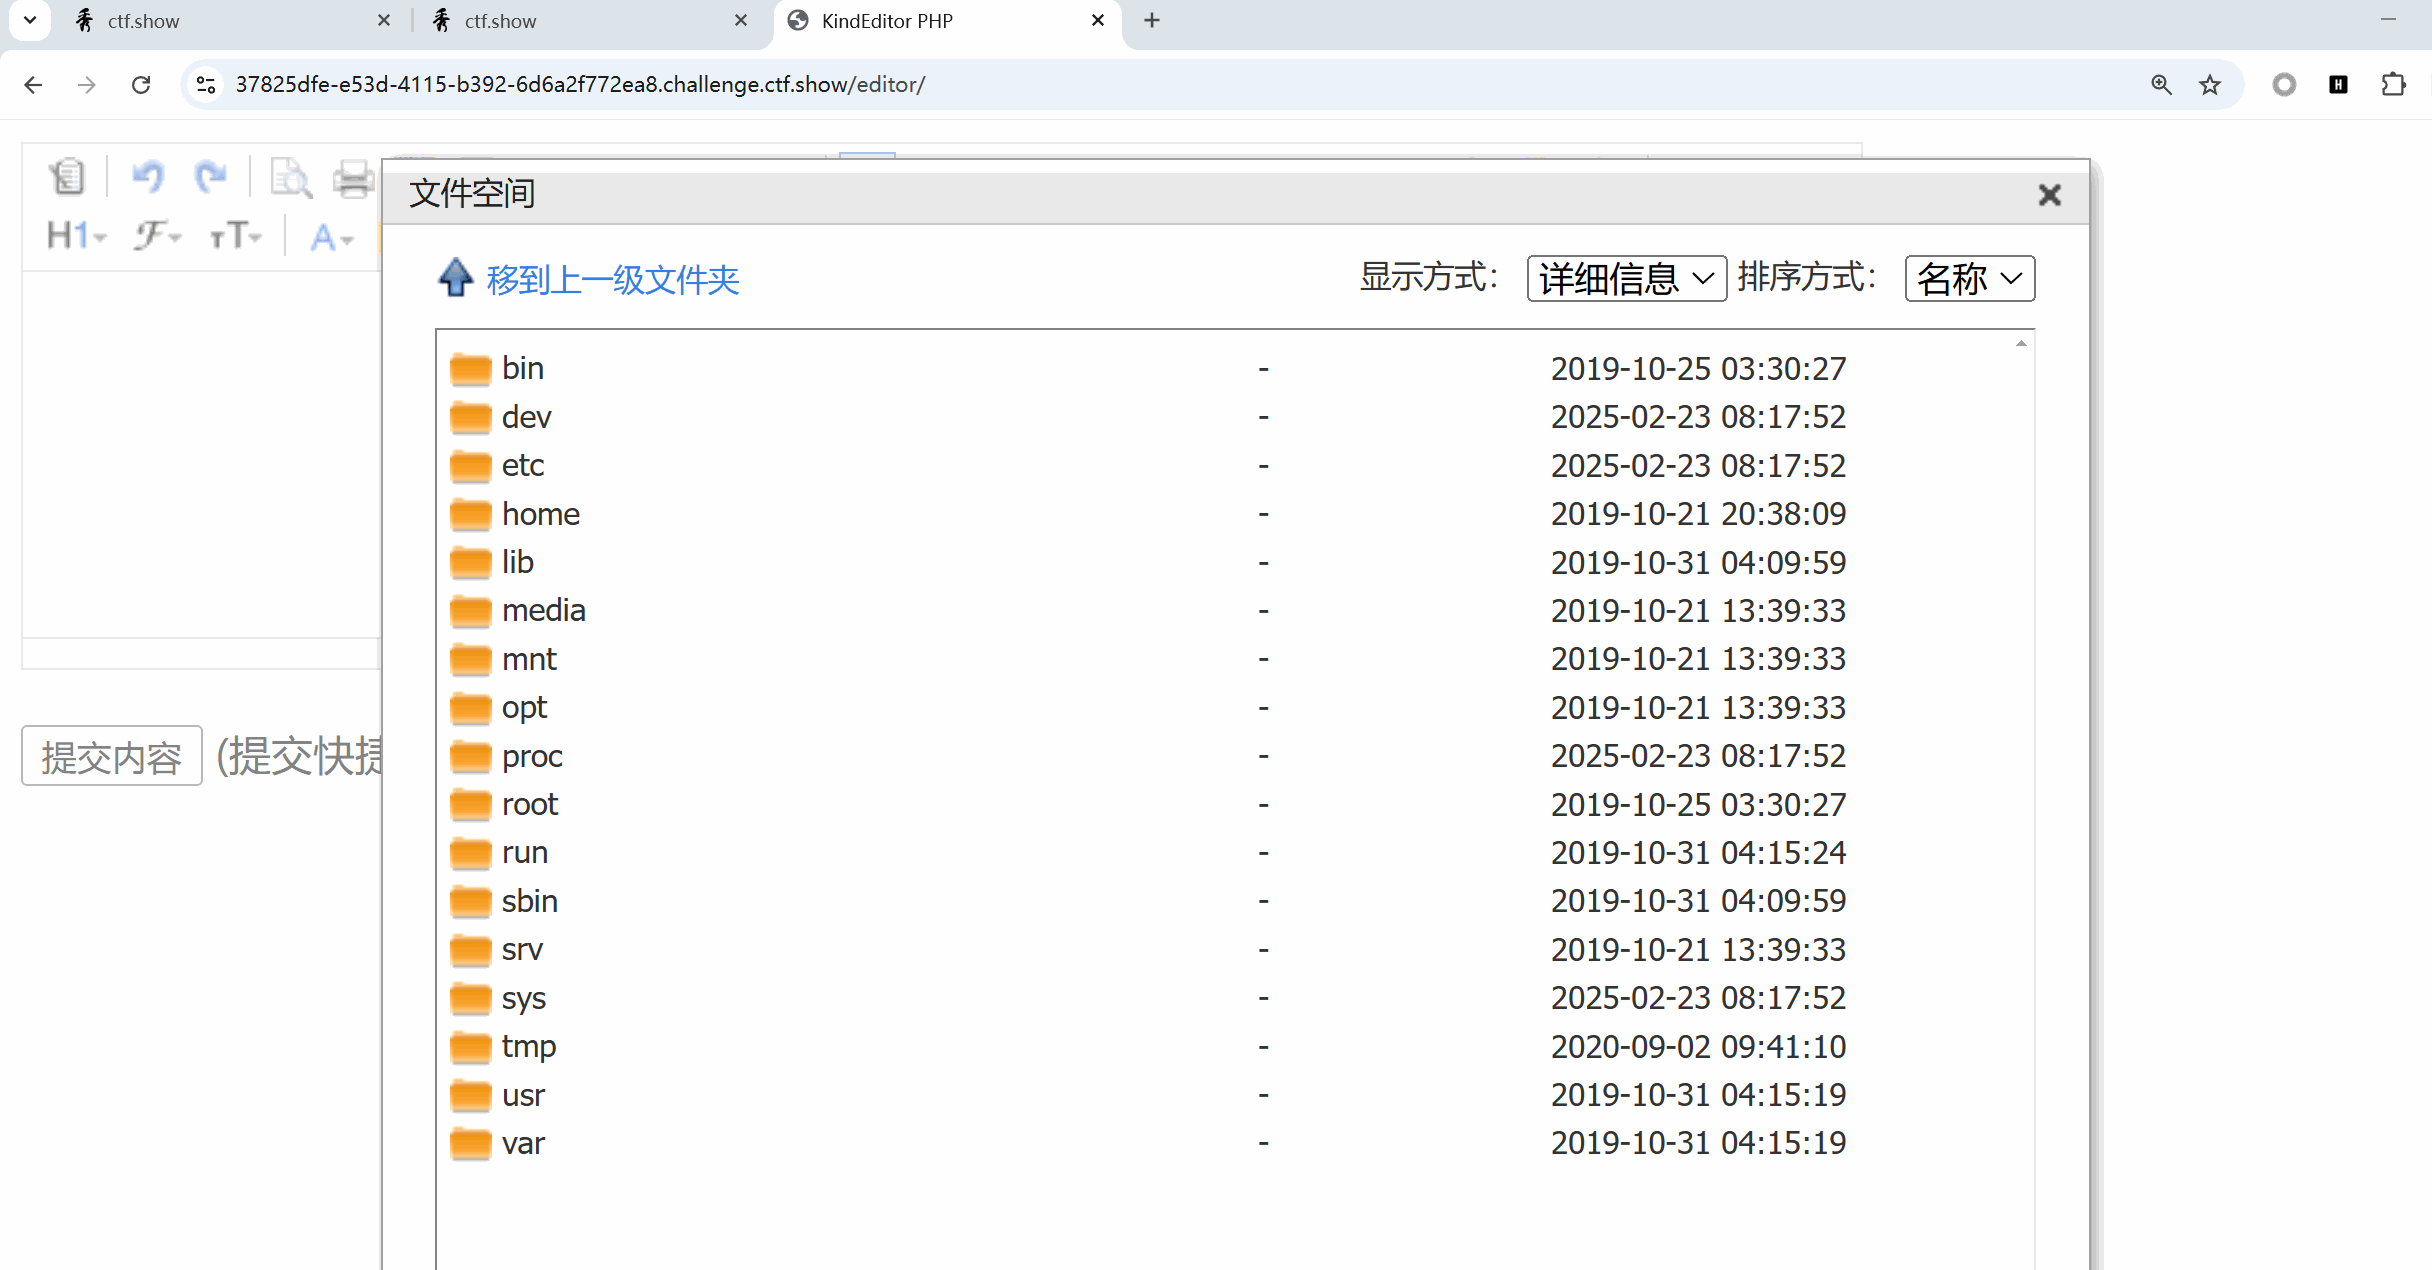 ctf.show ctf.show KindEditor PHP
37825dfe-e53d-4115-b392-6d6a2f772ea8.challenge.ctf.show/editor/
文件空间
H1 F TT A
移到上一级文件夹 显示方式： 详细信息 排序方式： 名称
bin - 2019-10-25 03:30:27
dev - 2025-02-23 08:17:52
etc - 2025-02-23 08:17:52
home - 2019-10-21 20:38:09
lib - 2019-10-31 04:09:59
media - 2019-10-21 13:39:33
mnt - 2019-10-21 13:39:33
opt - 2019-10-21 13:39:33
proc - 2025-02-23 08:17:52
root - 2019-10-25 03:30:27
run - 2019-10-31 04:15:24
sbin - 2019-10-31 04:09:59
srv - 2019-10-21 13:39:33
sys - 2025-02-23 08:17:52
tmp - 2020-09-02 09:41:10
usr - 2019-10-31 04:15:19
var - 2019-10-31 04:15:19
提交内容 (提交快捷